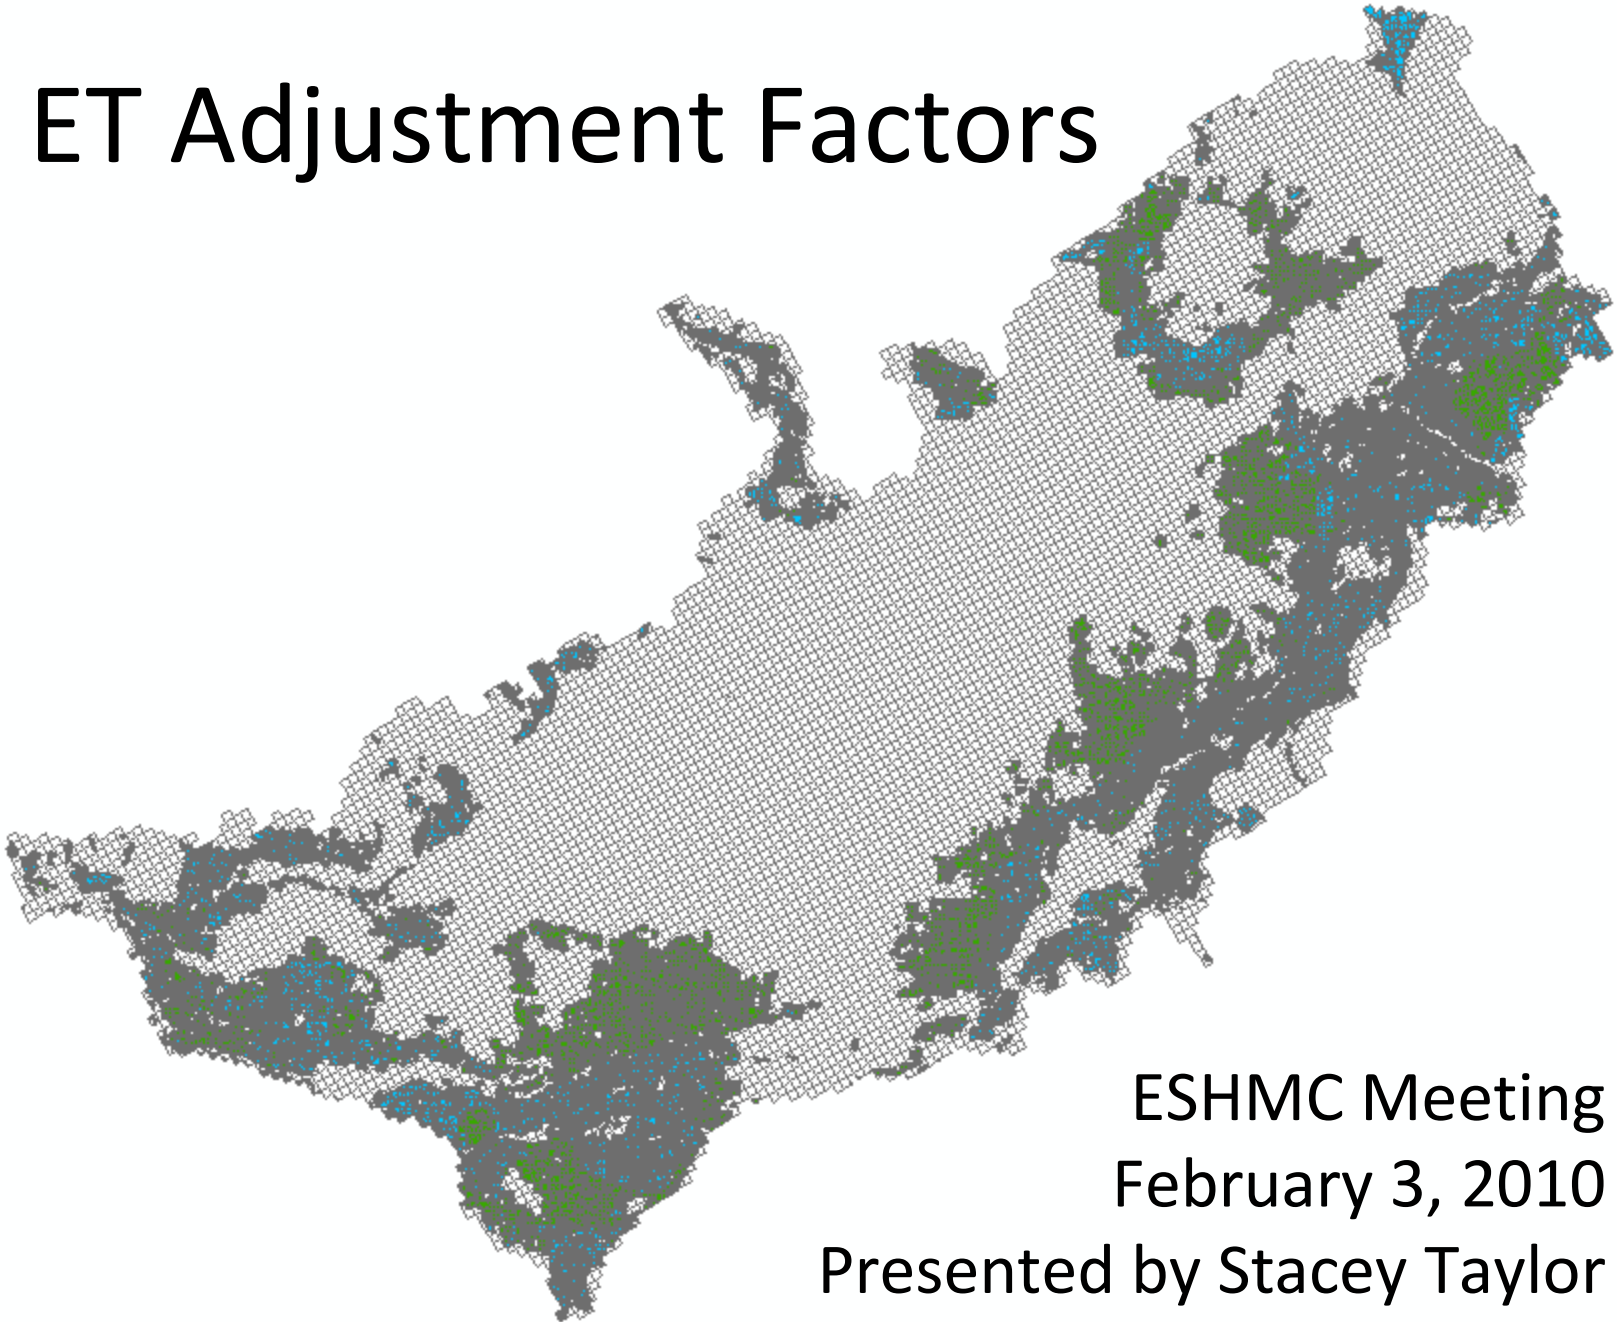 ET Adjustment Factors
ESHMC Meeting
February 3, 2010
Presented by Stacey Taylor